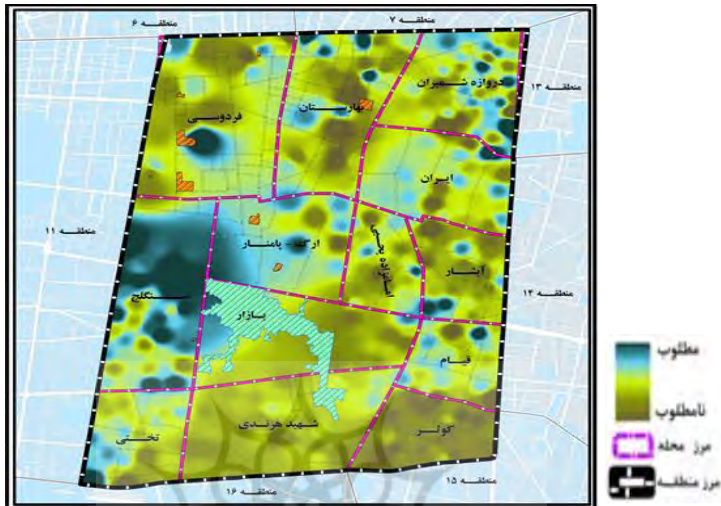 منطقه ۶
منطقه ۷
دروازه شمیران
منطقه ۱۳
بهارستان
فردوسی
ایران
منطقه ۱۱
ارگ - پامنار
امامزاده یحیی
آبشار
سنگلج
منطقه ۱۴
بازار
قیام
شهید هرندی
تختی
کوثر
منطقه ۱۵
منطقه ۱۶
مطلوب
نامطلوب
مرز محله
مرز منطقه